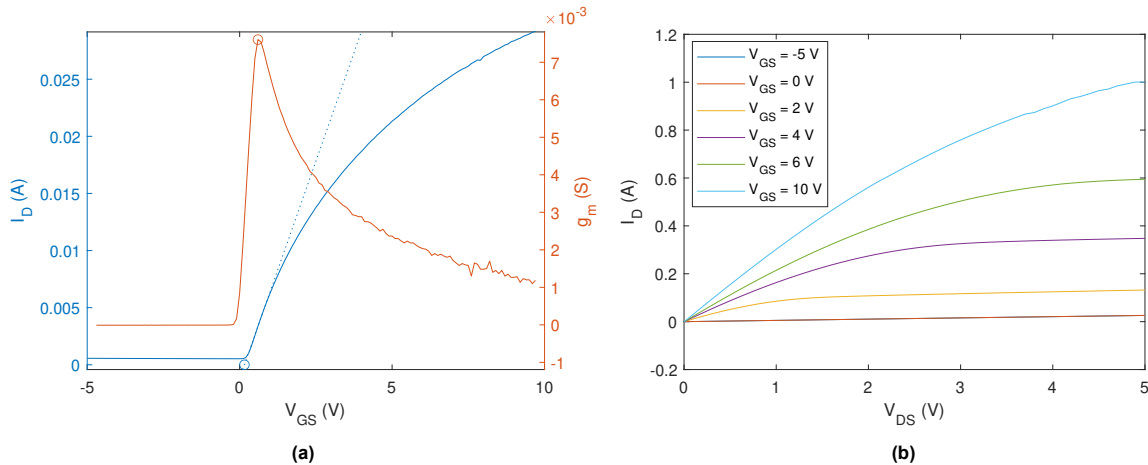 × 10⁻³
I_D (A)
0.025
0.02
0.015
0.01
0.005
0
7
6
5
4
3
2
1
0
-1
g_m (S)
-5
0
5
10
V_GS (V)
(a)
I_D (A)
1.2
1
0.8
0.6
0.4
0.2
0
-0.2
V_GS = -5 V
V_GS = 0 V
V_GS = 2 V
V_GS = 4 V
V_GS = 6 V
V_GS = 10 V
0
1
2
3
4
5
V_DS (V)
(b)